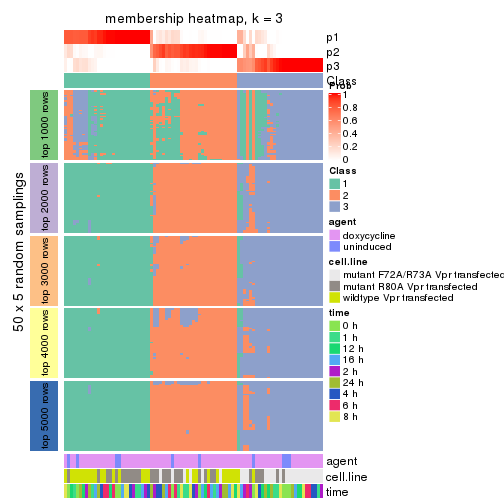 membership heatmap, k = 3
p1
p2
p3
Class
Prob
1
0.8
0.6
0.4
0.2
0
Class
1
2
3
agent
doxycycline
uninduced
cell.line
mutant F72A/R73A Vpr transfected
mutant R80A Vpr transfected
wildtype Vpr transfected
time
0 h
1 h
12 h
16 h
2 h
24 h
4 h
6 h
8 h
50 x 5 random samplings
top 1000 rows
top 2000 rows
top 3000 rows
top 4000 rows
top 5000 rows
agent
cell.line
time